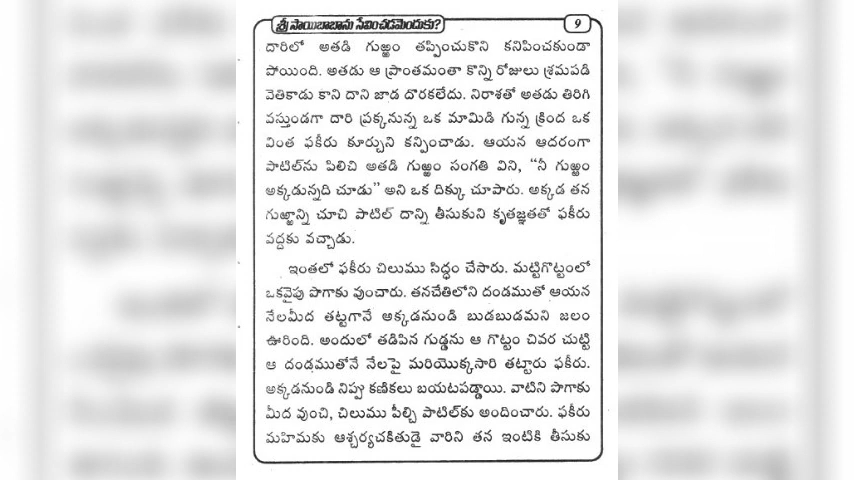 శ్రీ సాయిబాబాను సేవించడమెందుకు? 9
దారిలో అతడి గుఱ్ఱం తప్పించుకొని కనిపించకుండా
పోయింది. అతడు ఆ ప్రాంతమంతా కొన్ని రోజులు శ్రమపడి
వెతికాడు కాని దాని జాడ దొరకలేదు. నిరాశతో అతడు తిరిగి
వస్తుండగా దారి ప్రక్కనున్న ఒక మామిడి గున్న క్రింద ఒక
వింత ఫకీరు కూర్చుని కన్పించాడు. ఆయన ఆదరంగా
పాటిల్‌ను పిలిచి అతడి గుఱ్ఱం సంగతి విని, “నీ గుఱ్ఱం
అక్కడున్నది చూడు” అని ఒక దిక్కు చూపారు. అక్కడ తన
గుఱ్ఱాన్ని చూచి పాటిల్ దాన్ని తీసుకుని కృతజ్ఞతతో ఫకీరు
వద్దకు వచ్చాడు.
ఇంతలో ఫకీరు చిలుము సిద్ధం చేసారు. మట్టిగొట్టంలో
ఒకవైపు పొగాకు వుంచారు. తనచేతిలోని దండముతో ఆయన
నేలమీద తట్టగానే అక్కడనుండి బుడబుడమని జలం
ఊరింది. అందులో తడిపిన గుడ్డను ఆ గొట్టం చివర చుట్టి
ఆ దండముతోనే నేలపై మరియొక్కసారి తట్టారు ఫకీరు.
అక్కడనుండి నిప్పు కణికలు బయటపడ్డాయి. వాటిని పొగాకు
మీద వుంచి, చిలుము పీల్చి పాటిల్‌కు అందించారు. ఫకీరు
మహిమకు ఆశ్చర్యచకితుడై వారిని తన ఇంటికి తీసుకు